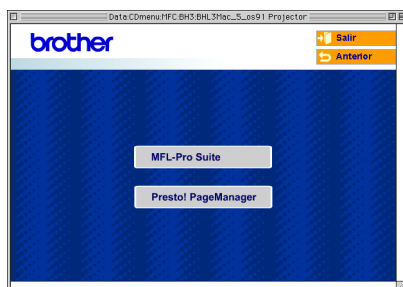 Data:CDmenu:MFC:BH3:BHL3Mac_5_os91 Projector
brother
Salir
Anterior
MFL-Pro Suite
Presto! PageManager